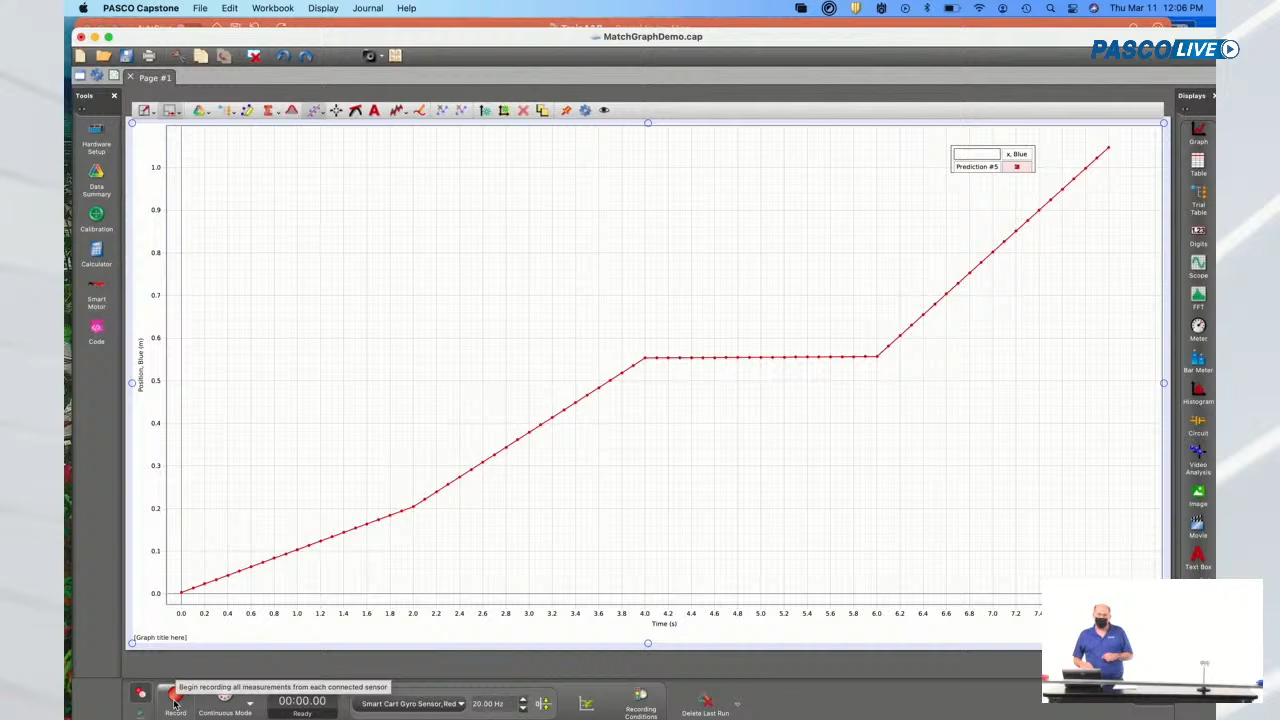 PASCO Capstone File Edit Workbook Display Journal Help
Thu Mar 11 12:06 PM
MatchGraphDemo.cap
PASCO LIVE
Page #1
Tools
Displays
Hardware
Setup
Data
Summary
Calibration
Calculator
Smart
Motor
Code
x, Blue
Prediction #5
1.0
0.9
0.8
0.7
0.6
0.5
0.4
0.3
0.2
0.1
0.0
Position, Blue (m)
0.0 0.2 0.4 0.6 0.8 1.0 1.2 1.4 1.6 1.8 2.0 2.2 2.4 2.6 2.8 3.0 3.2 3.4 3.6 3.8 4.0 4.2 4.4 4.6 4.8 5.0 5.2 5.4 5.6 5.8 6.0 6.2 6.4 6.6 6.8 7.0 7.2
Time (s)
[Graph title here]
Graph
Table
Trial
Table
1.23
Digits
Scope
FFT
Meter
Bar Meter
Histogram
Circuit
Video
Analysis
Image
Movie
Text Box
Begin recording all measurements from each connected sensor
Record
Continuous Mode
00:00.00
Ready
Smart Cart Gyro Sensor,Red
20.00 Hz
Recording
Conditions
Delete Last Run